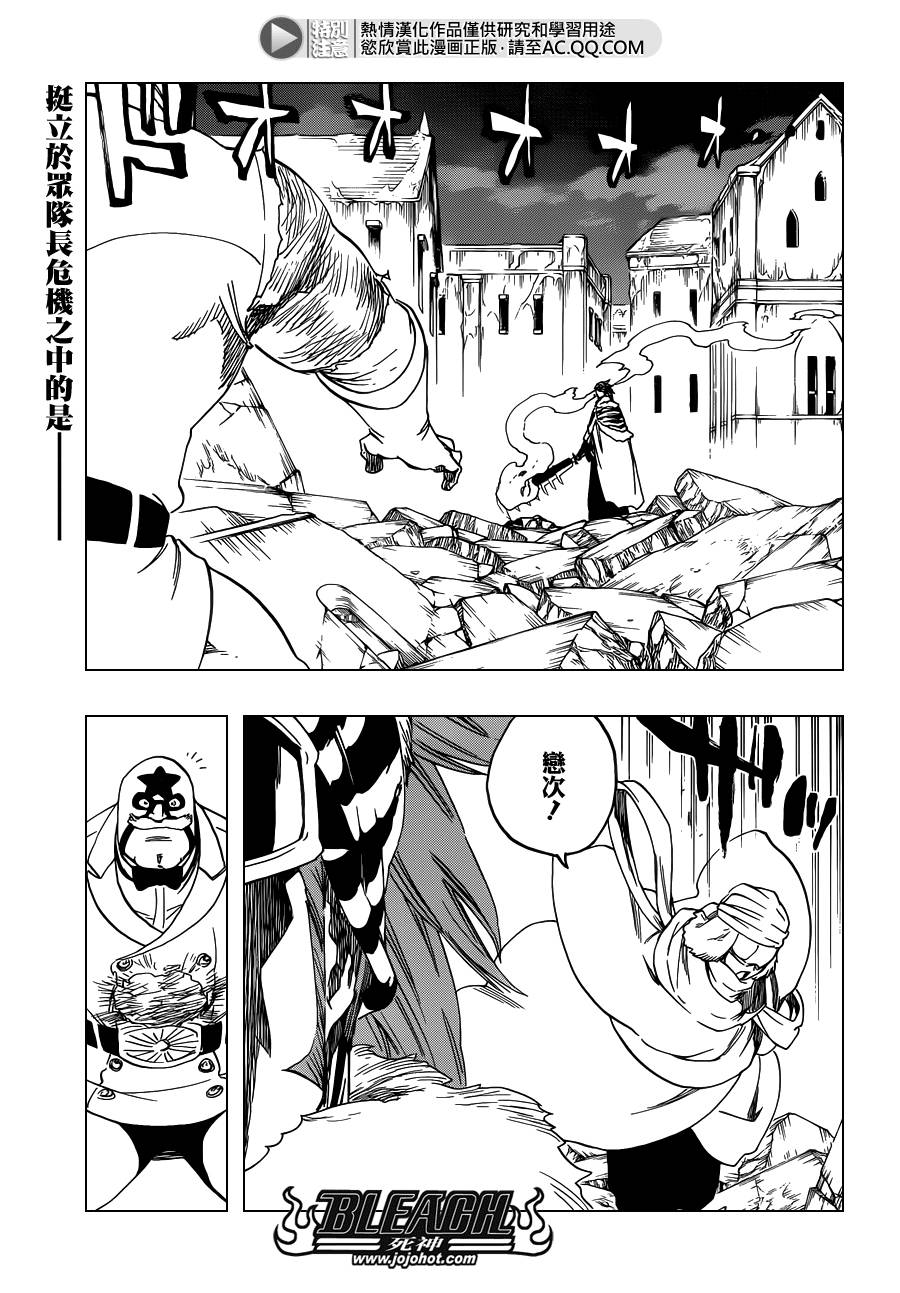 特別注意
熱情漢化作品僅供研究和學習用途
慾欣賞此漫画正版,請至AC.QQ.COM
挺立於眾隊長危機之中的是——
ドオオオオオ
戀次!
BLEACH
死神
www.jojohot.com